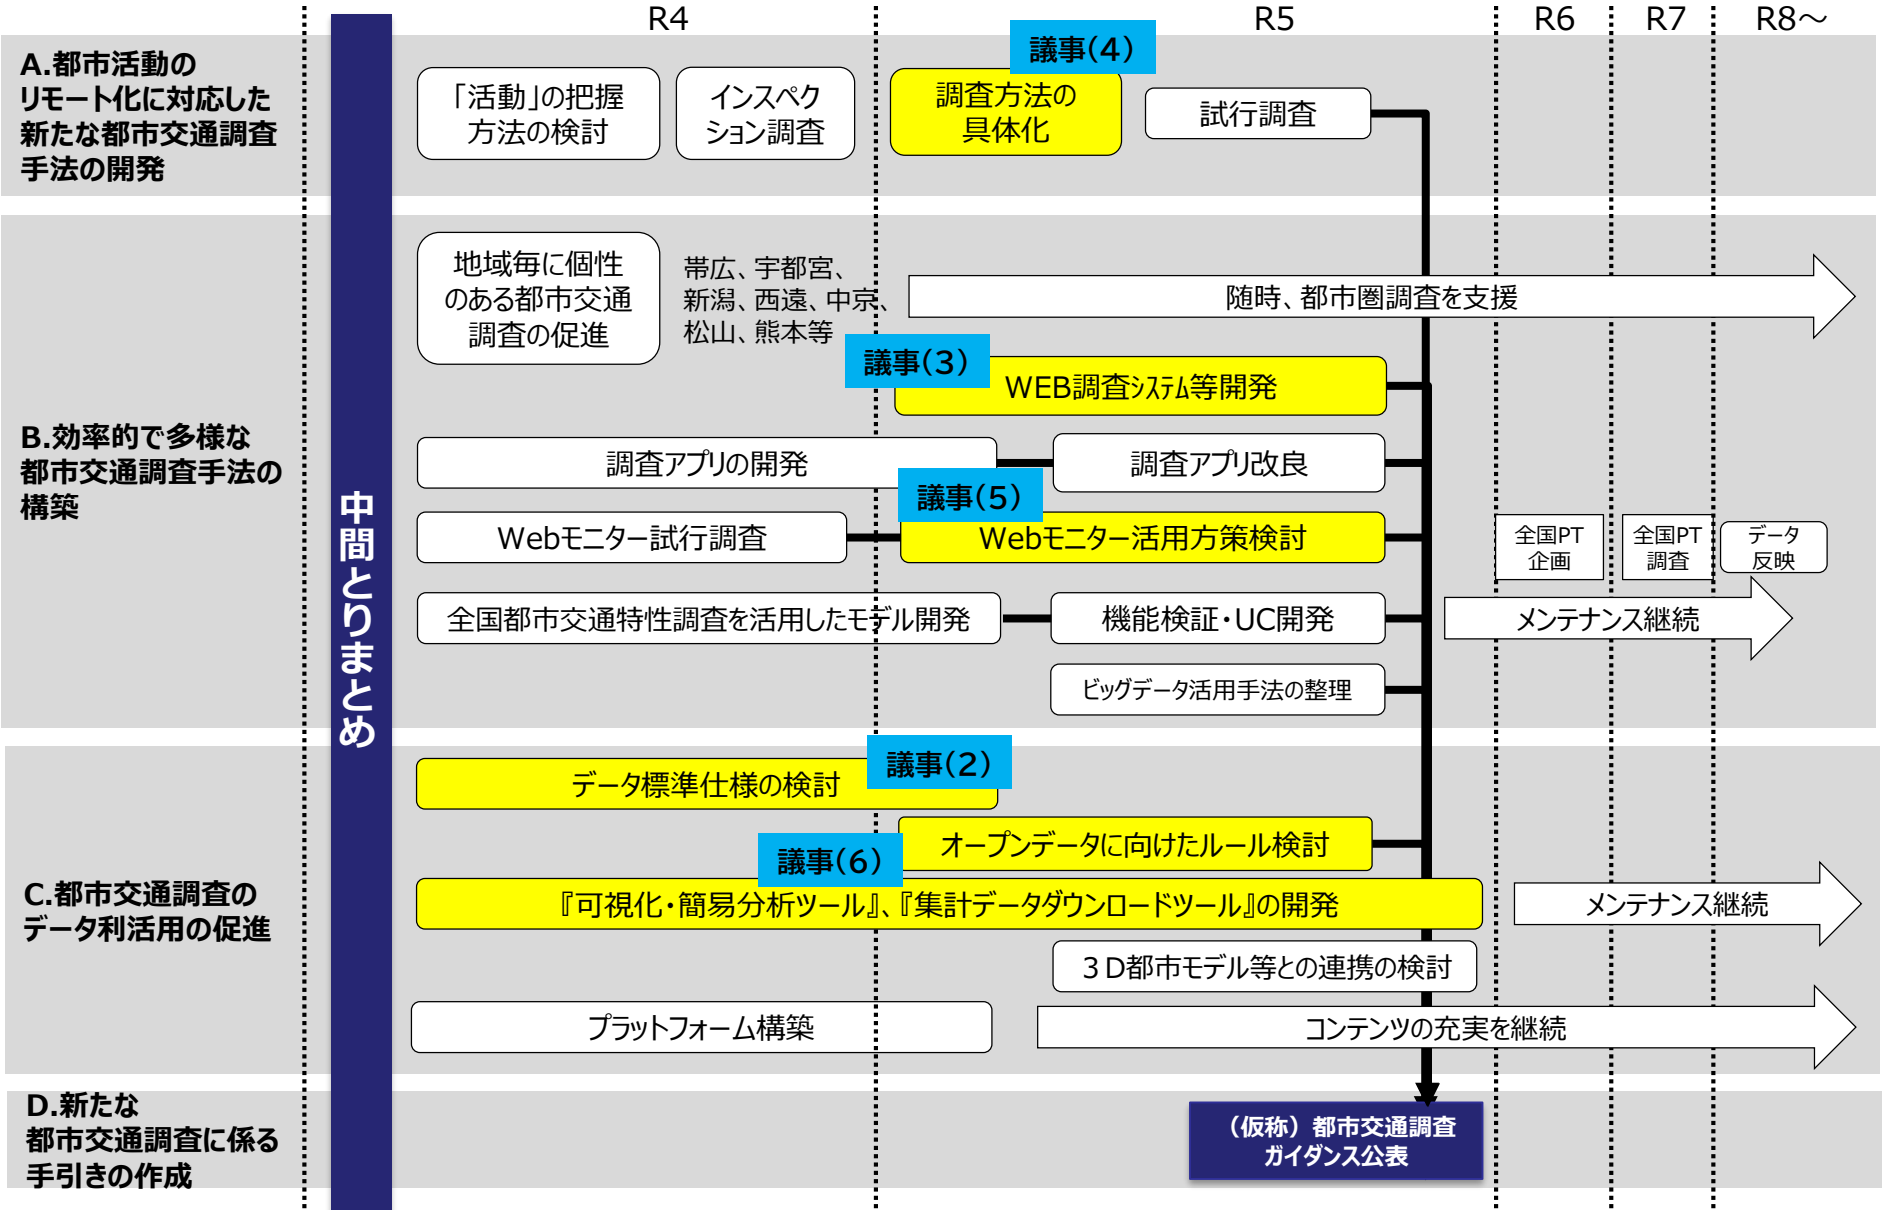 R4
R5
R6
R7
R8～
A.都市活動の
リモート化に対応した
新たな都市交通調査
手法の開発
「活動」の把握
方法の検討
インスペク
ション調査
議事(4)
調査方法の
具体化
試行調査
中間とりまとめ
B.効率的で多様な
都市交通調査手法の
構築
地域毎に個性
のある都市交通
調査の促進
帯広、宇都宮、
新潟、西遠、中京、
松山、熊本等
随時、都市圏調査を支援
議事(3)
WEB調査システム等開発
調査アプリの開発
調査アプリ改良
議事(5)
Webモニター試行調査
Webモニター活用方策検討
全国PT
企画
全国PT
調査
データ
反映
全国都市交通特性調査を活用したモデル開発
機能検証・UC開発
メンテナンス継続
ビッグデータ活用手法の整理
C.都市交通調査の
データ利活用の促進
議事(2)
データ標準仕様の検討
オープンデータに向けたルール検討
議事(6)
『可視化・簡易分析ツール』、『集計データダウンロードツール』の開発
メンテナンス継続
３D都市モデル等との連携の検討
プラットフォーム構築
コンテンツの充実を継続
D.新たな
都市交通調査に係る
手引きの作成
（仮称）都市交通調査
ガイダンス公表